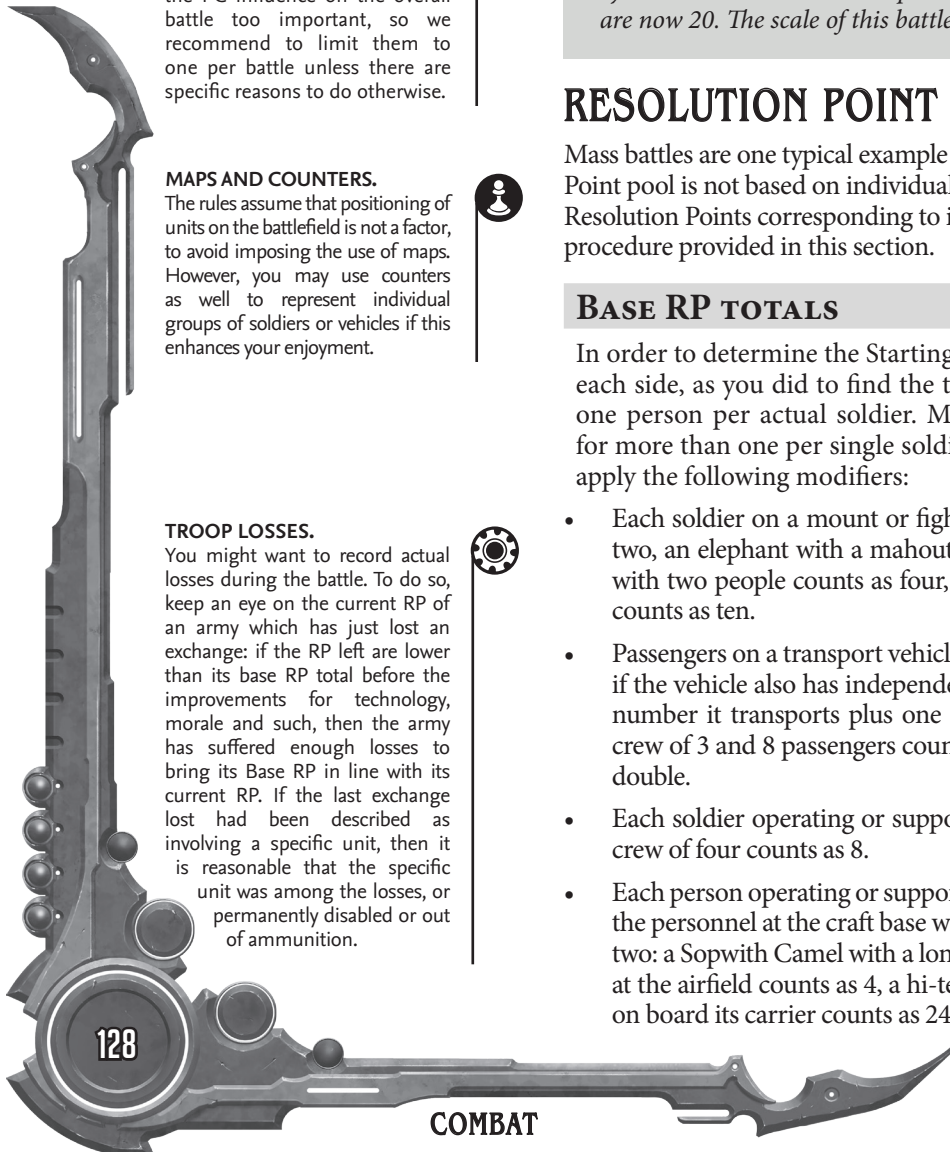 the PC influence on the overall
battle too important, so we
recommend to limit them to
one per battle unless there are
specific reasons to do otherwise.
MAPS AND COUNTERS.
The rules assume that positioning of
units on the battlefield is not a factor,
to avoid imposing the use of maps.
However, you may use counters
as well to represent individual
groups of soldiers or vehicles if this
enhances your enjoyment.
TROOP LOSSES.
You might want to record actual
losses during the battle. To do so,
keep an eye on the current RP of
an army which has just lost an
exchange: if the RP left are lower
than its base RP total before the
improvements for technology,
morale and such, then the army
has suffered enough losses to
bring its Base RP in line with its
current RP. If the last exchange
lost had been described as
involving a specific unit, then it
is reasonable that the specific
unit was among the losses, or
permanently disabled or out
of ammunition.
are now 20. The scale of this battle
RESOLUTION POINT
Mass battles are one typical example
Point pool is not based on individual
Resolution Points corresponding to i
procedure provided in this section.
BASE RP TOTALS
In order to determine the Starting
each side, as you did to find the t
one person per actual soldier. M
for more than one per single soldi
apply the following modifiers:
• Each soldier on a mount or figh
two, an elephant with a mahout
with two people counts as four,
counts as ten.
• Passengers on a transport vehicl
if the vehicle also has independe
number it transports plus one
crew of 3 and 8 passengers coun
double.
• Each soldier operating or suppo
crew of four counts as 8.
• Each person operating or suppor
the personnel at the craft base w
two: a Sopwith Camel with a lon
at the airfield counts as 4, a hi-te
on board its carrier counts as 24
128
COMBAT